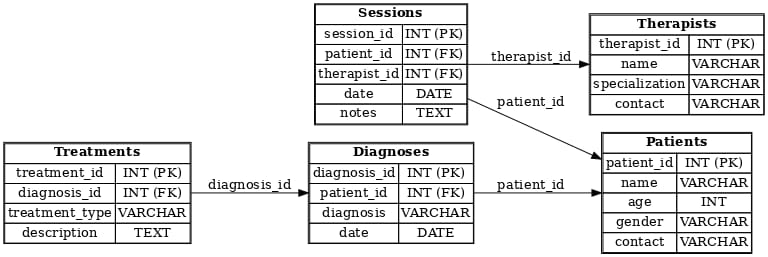 Sessions
session_id INT (PK)
patient_id INT (FK)
therapist_id INT (FK)
date DATE
notes TEXT
therapist_id
patient_id
Therapists
therapist_id INT (PK)
name VARCHAR
specialization VARCHAR
contact VARCHAR
Treatments
treatment_id INT (PK)
diagnosis_id INT (FK)
treatment_type VARCHAR
description TEXT
diagnosis_id
Diagnoses
diagnosis_id INT (PK)
patient_id INT (FK)
diagnosis VARCHAR
date DATE
patient_id
Patients
patient_id INT (PK)
name VARCHAR
age INT
gender VARCHAR
contact VARCHAR